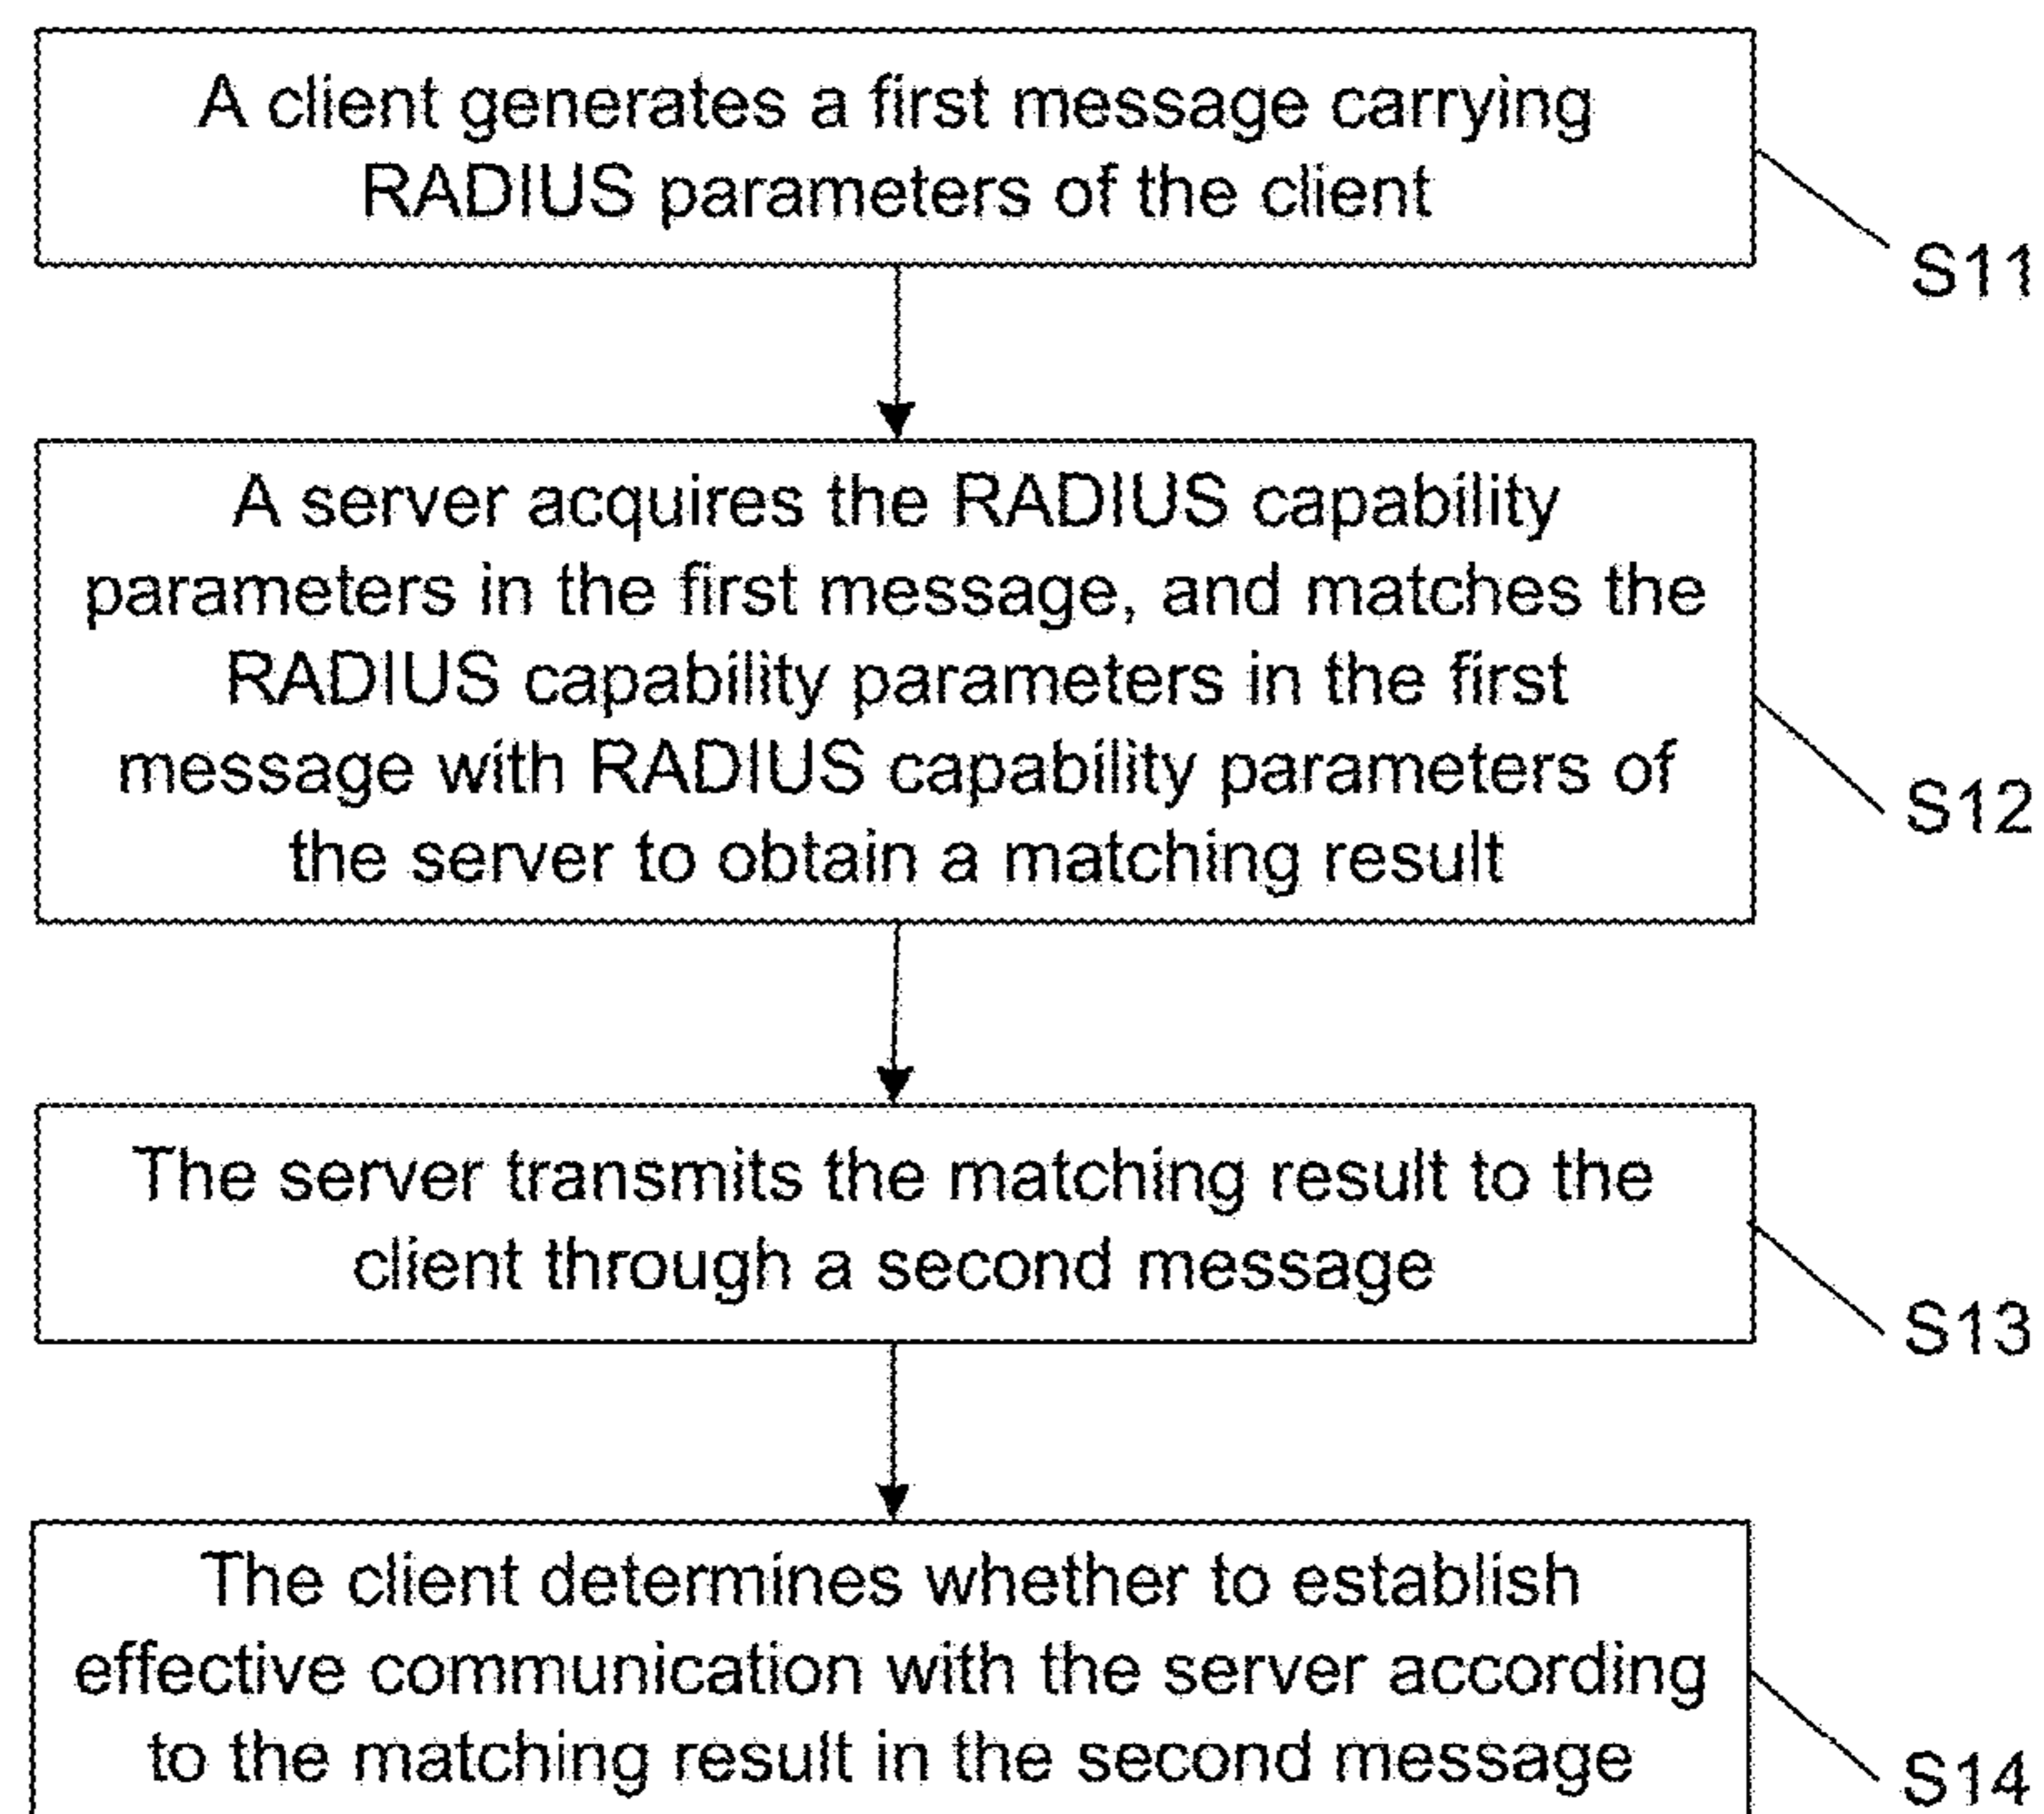 A client generates a first message carrying
RADIUS parameters of the client
S11
A server acquires the RADIUS capability
parameters in the first message, and matches the
RADIUS capability parameters in the first
message with RADIUS capability parameters of
the server to obtain a matching result
S12
The server transmits the matching result to the
client through a second message
S13
The client determines whether to establish
effective communication with the server according
to the matching result in the second message
S14